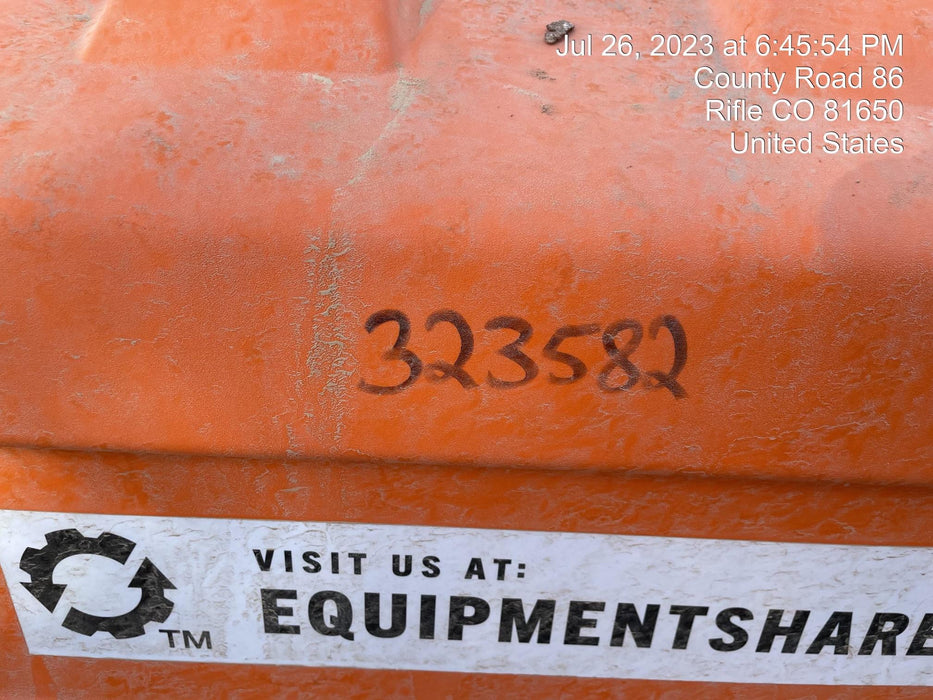 Jul 26, 2023 at 6:45:54 PM
County Road 86
Rifle CO 81650
United States
323582
VISIT US AT:
EQUIPMENTSHARE
TM